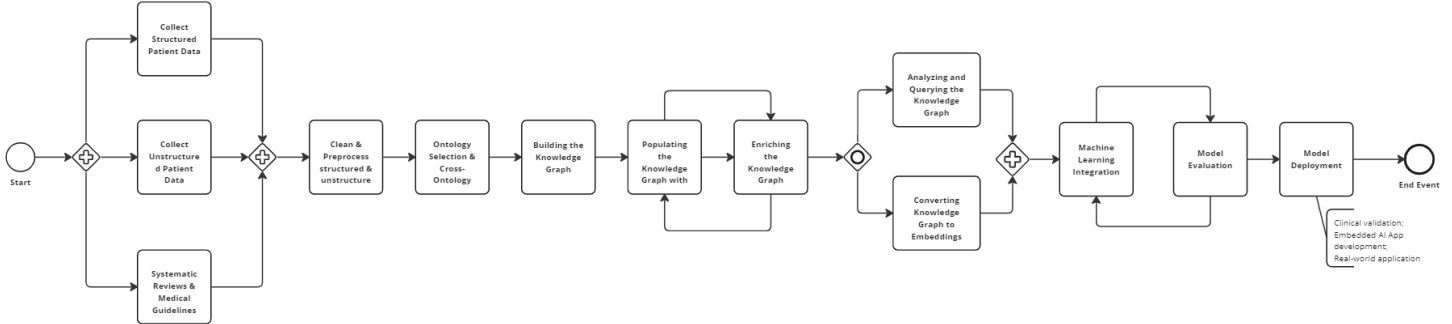 Start
Collect
Structured
Patient Data
Collect
Unstructure
d Patient
Data
Systematic
Reviews &
Medical
Guidelines
Clean &
Preprocess
structured &
unstructure
Ontology
Selection &
Cross-
Ontology
Building the
Knowledge
Graph
Populating
the
Knowledge
Graph with
Enriching
the
Knowledge
Graph
Analyzing and
Querying the
Knowledge
Graph
Converting
Knowledge
Graph to
Embeddings
Machine
Learning
Integration
Model
Evaluation
Model
Deployment
Clinical validation;
Embedded AI App
development;
Real-world application
End Event